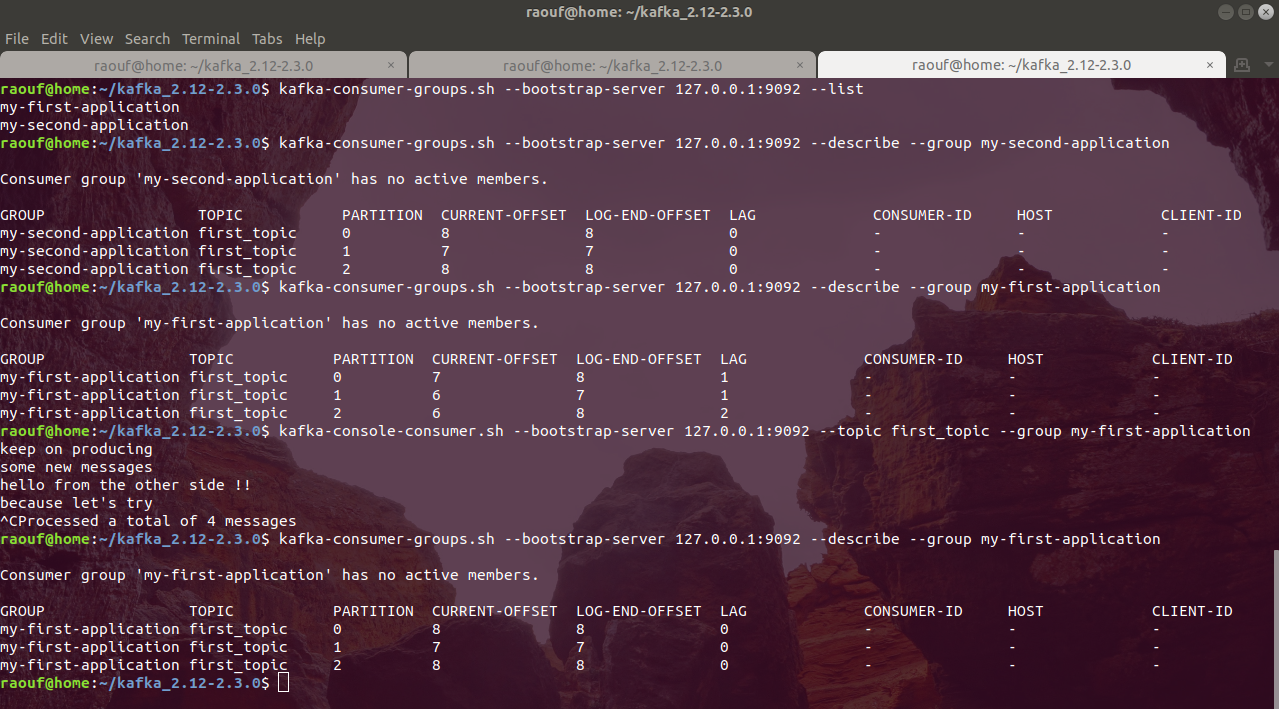 raouf@home: ~/kafka_2.12-2.3.0
File Edit View Search Terminal Tabs Help
raouf@home: ~/kafka_2.12-2.3.0 × raouf@home: ~/kafka_2.12-2.3.0 × raouf@home: ~/kafka_2.12-2.3.0 ×
raouf@home:~/kafka_2.12-2.3.0$ kafka-consumer-groups.sh --bootstrap-server 127.0.0.1:9092 --list
my-first-application
my-second-application
raouf@home:~/kafka_2.12-2.3.0$ kafka-consumer-groups.sh --bootstrap-server 127.0.0.1:9092 --describe --group my-second-application
Consumer group 'my-second-application' has no active members.
GROUP TOPIC PARTITION CURRENT-OFFSET LOG-END-OFFSET LAG CONSUMER-ID HOST CLIENT-ID
my-second-application first_topic 0 8 8 0 - - -
my-second-application first_topic 1 7 7 0 - - -
my-second-application first_topic 2 8 8 0 - - -
raouf@home:~/kafka_2.12-2.3.0$ kafka-consumer-groups.sh --bootstrap-server 127.0.0.1:9092 --describe --group my-first-application
Consumer group 'my-first-application' has no active members.
GROUP TOPIC PARTITION CURRENT-OFFSET LOG-END-OFFSET LAG CONSUMER-ID HOST CLIENT-ID
my-first-application first_topic 0 7 8 1 - - -
my-first-application first_topic 1 6 7 1 - - -
my-first-application first_topic 2 6 8 2 - - -
raouf@home:~/kafka_2.12-2.3.0$ kafka-console-consumer.sh --bootstrap-server 127.0.0.1:9092 --topic first_topic --group my-first-application
keep on producing
some new messages
hello from the other side !!
because let's try
^CProcessed a total of 4 messages
raouf@home:~/kafka_2.12-2.3.0$ kafka-consumer-groups.sh --bootstrap-server 127.0.0.1:9092 --describe --group my-first-application
Consumer group 'my-first-application' has no active members.
GROUP TOPIC PARTITION CURRENT-OFFSET LOG-END-OFFSET LAG CONSUMER-ID HOST CLIENT-ID
my-first-application first_topic 0 8 8 0 - - -
my-first-application first_topic 1 7 7 0 - - -
my-first-application first_topic 2 8 8 0 - - -
raouf@home:~/kafka_2.12-2.3.0$